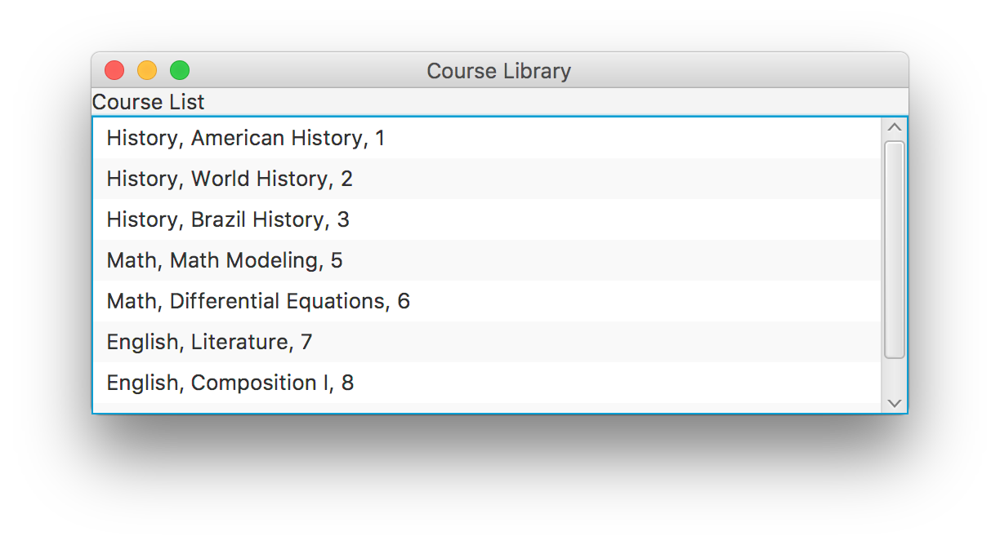 Course Library
Course List
History, American History, 1
History, World History, 2
History, Brazil History, 3
Math, Math Modeling, 5
Math, Differential Equations, 6
English, Literature, 7
English, Composition I, 8